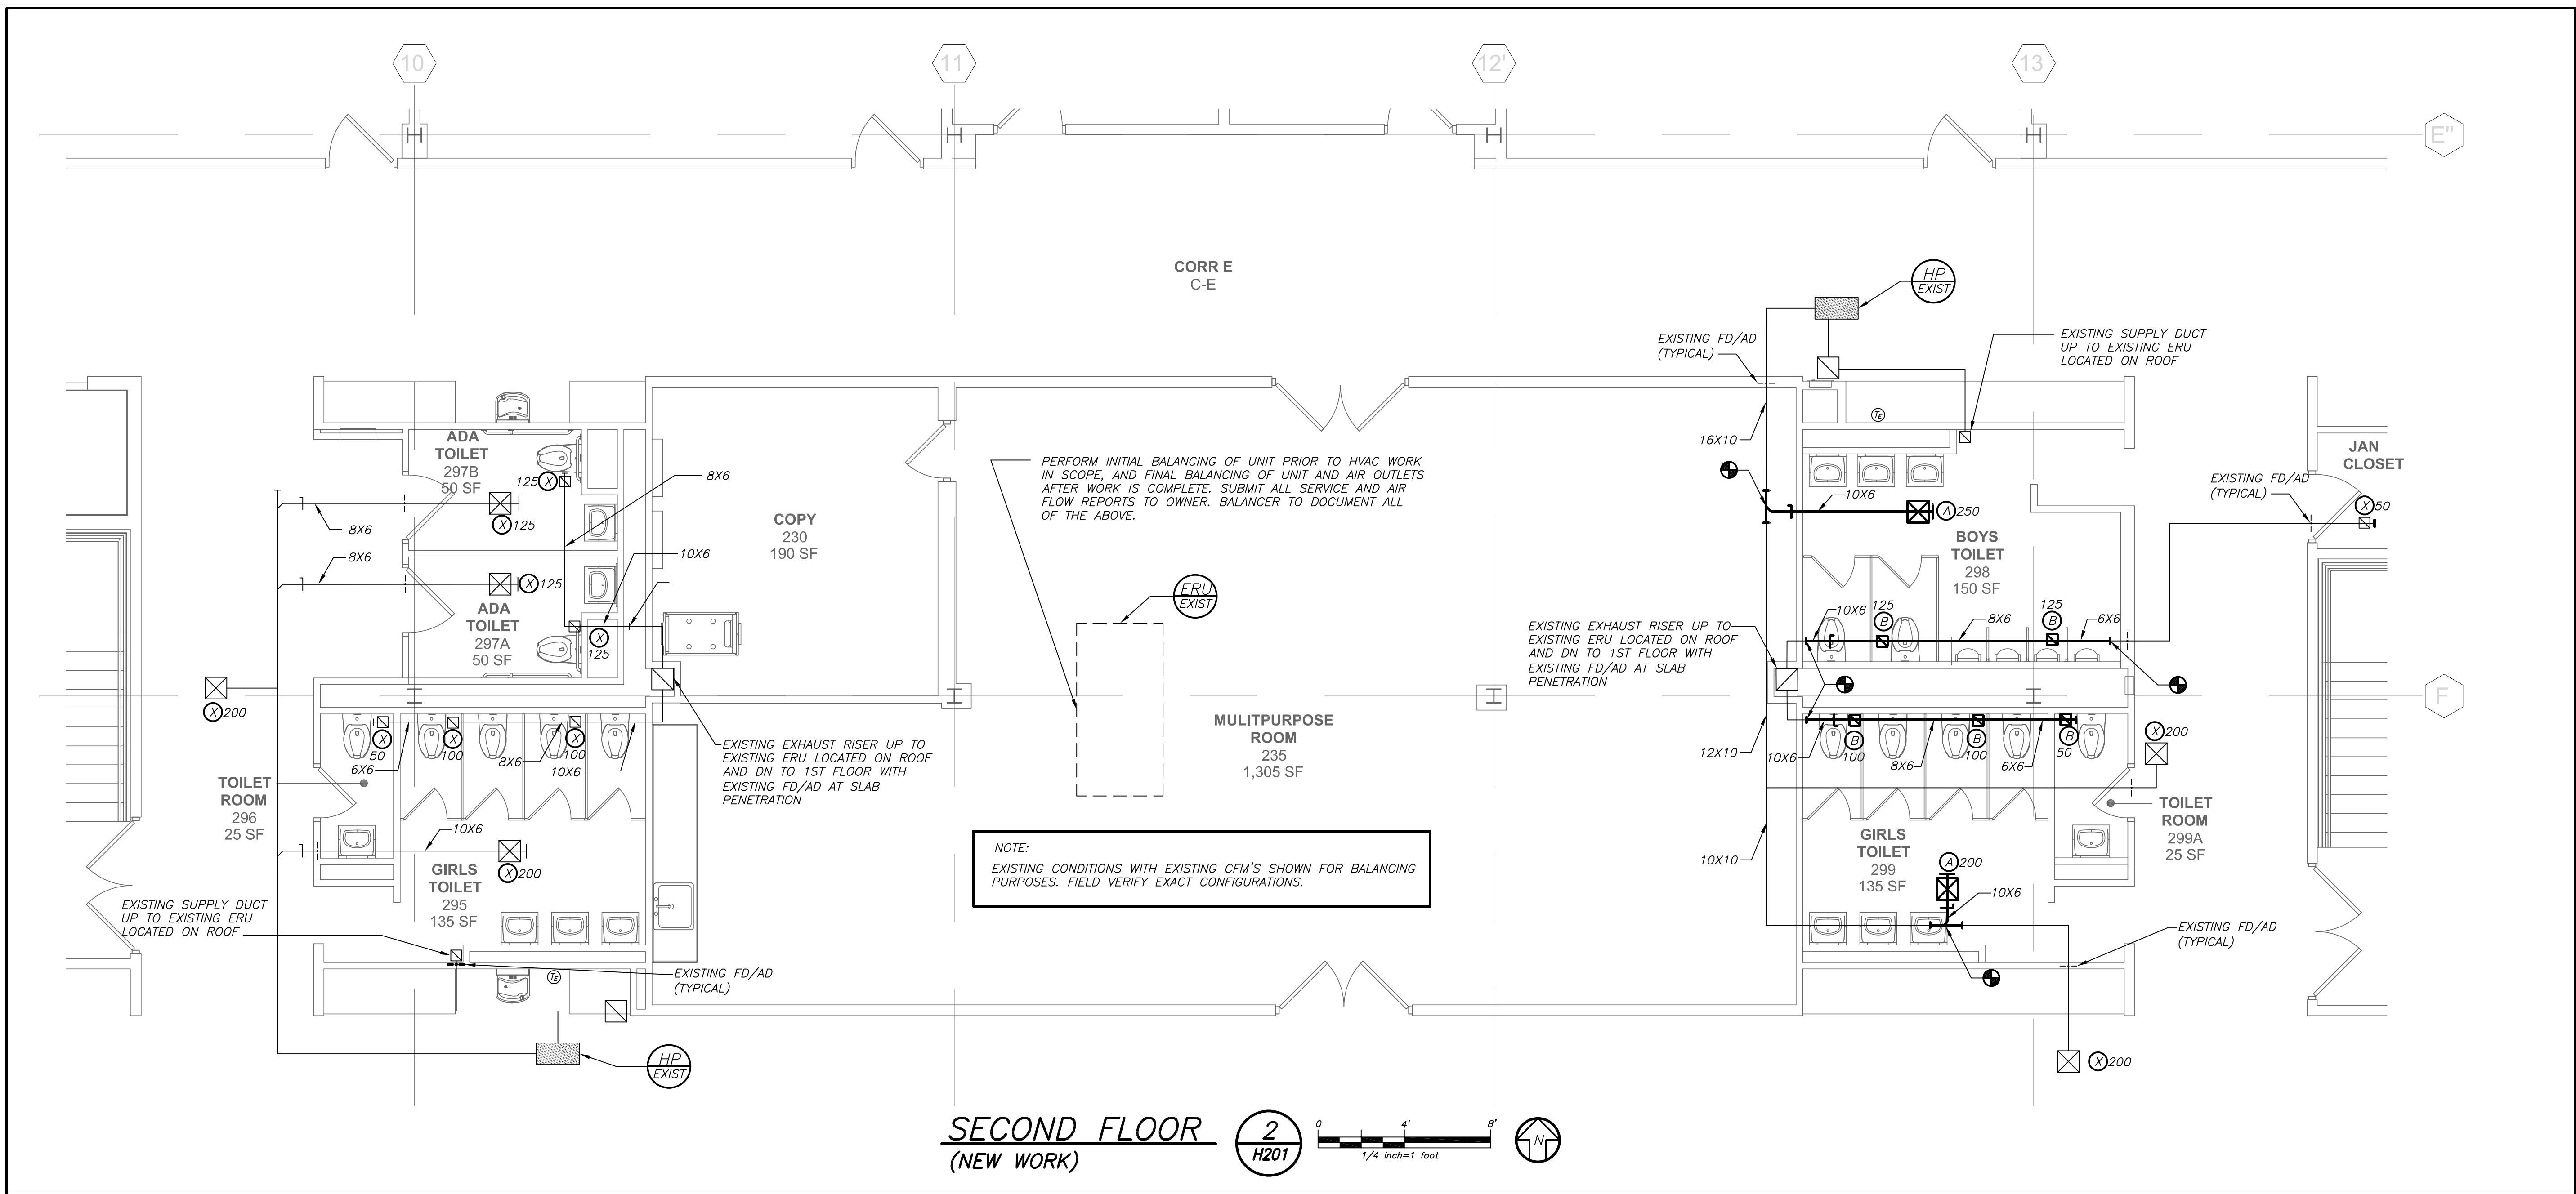 10
11
12'
13
E"
CORR E
C-E
HP
EXIST
EXISTING FD/AD
(TYPICAL)
EXISTING SUPPLY DUCT
UP TO EXISTING ERU
LOCATED ON ROOF
TE
16X10
ADA
TOILET
297B
50 SF
125 X
X 125
8X6
8X6
8X6
X 125
10X6
ADA
TOILET
297A
50 SF
X
125
COPY
230
190 SF
PERFORM INITIAL BALANCING OF UNIT PRIOR TO HVAC WORK
IN SCOPE, AND FINAL BALANCING OF UNIT AND AIR OUTLETS
AFTER WORK IS COMPLETE. SUBMIT ALL SERVICE AND AIR
FLOW REPORTS TO OWNER. BALANCER TO DOCUMENT ALL
OF THE ABOVE.
ERU
EXIST
10X6
A 250
BOYS
TOILET
298
150 SF
JAN
CLOSET
EXISTING FD/AD
(TYPICAL)
X 50
10X6
125
B
8X6
125
B
6X6
EXISTING EXHAUST RISER UP TO
EXISTING ERU LOCATED ON ROOF
AND DN TO 1ST FLOOR WITH
EXISTING FD/AD AT SLAB
PENETRATION
F
X 200
X
50
6X6
X
100
8X6
X
100
10X6
EXISTING EXHAUST RISER UP TO
EXISTING ERU LOCATED ON ROOF
AND DN TO 1ST FLOOR WITH
EXISTING FD/AD AT SLAB
PENETRATION
MULITPURPOSE
ROOM
235
1,305 SF
12X10
10X6
B
100
8X6
B
100
6X6
B
50
X 200
TOILET
ROOM
296
25 SF
10X6
X 200
GIRLS
TOILET
295
135 SF
NOTE:
EXISTING CONDITIONS WITH EXISTING CFM'S SHOWN FOR BALANCING
PURPOSES. FIELD VERIFY EXACT CONFIGURATIONS.
10X10
GIRLS
TOILET
299
135 SF
A 200
10X6
TOILET
ROOM
299A
25 SF
EXISTING SUPPLY DUCT
UP TO EXISTING ERU
LOCATED ON ROOF
TE
EXISTING FD/AD
(TYPICAL)
EXISTING FD/AD
(TYPICAL)
HP
EXIST
X 200
SECOND FLOOR
(NEW WORK)
2
H201
0 4' 8'
1/4 inch=1 foot
N